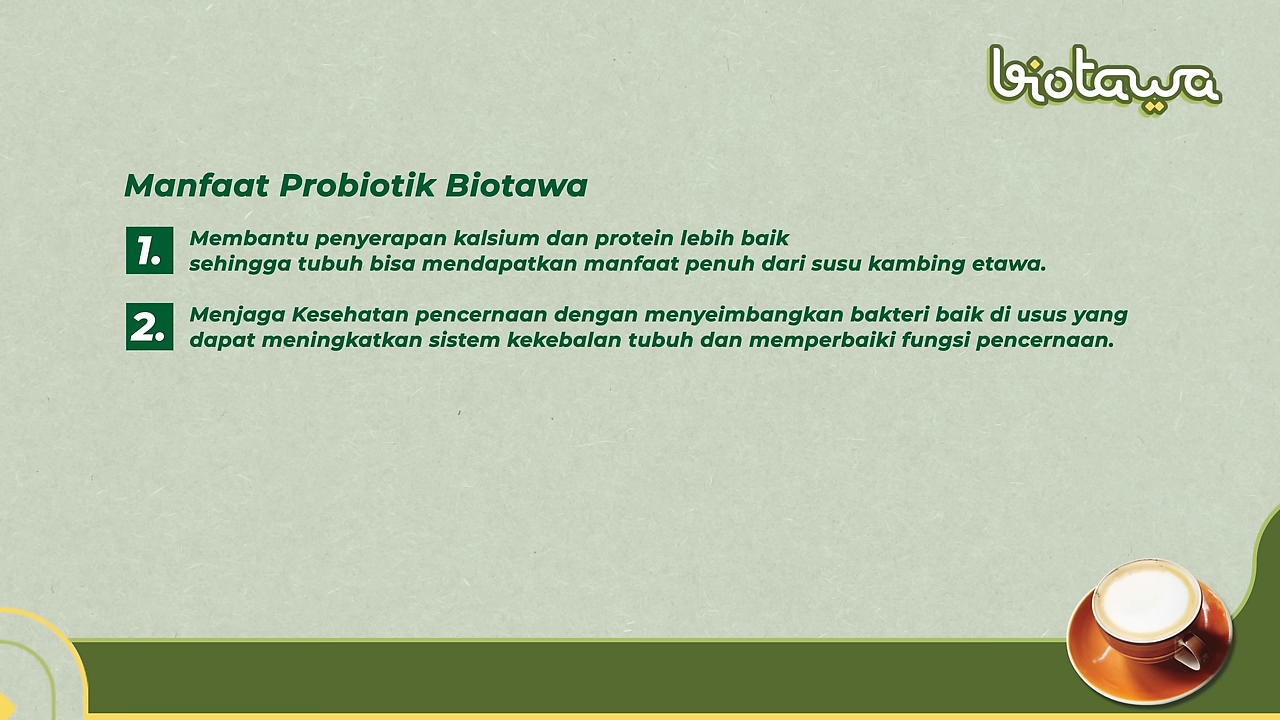 biotawa
Manfaat Probiotik Biotawa
1. Membantu penyerapan kalsium dan protein lebih baik
sehingga tubuh bisa mendapatkan manfaat penuh dari susu kambing etawa.
2. Menjaga Kesehatan pencernaan dengan menyeimbangkan bakteri baik di usus yang
dapat meningkatkan sistem kekebalan tubuh dan memperbaiki fungsi pencernaan.